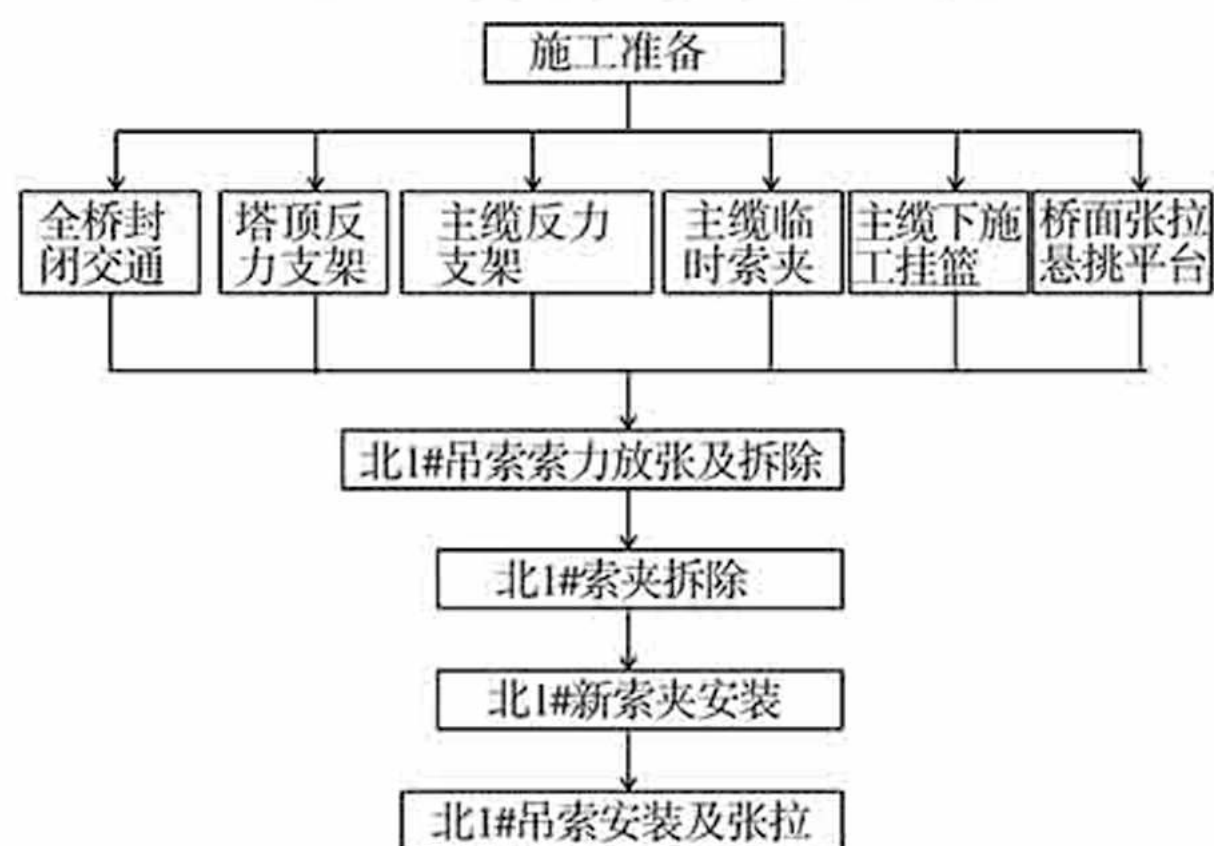 施工准备
全桥封
闭交通
塔顶反
力支架
主缆反力
支架
主缆临
时索夹
主缆下施
工挂篮
桥面张拉
悬挑平台
北1#吊索索力放张及拆除
北1#索夹拆除
北1#新索夹安装
北1#吊索安装及张拉